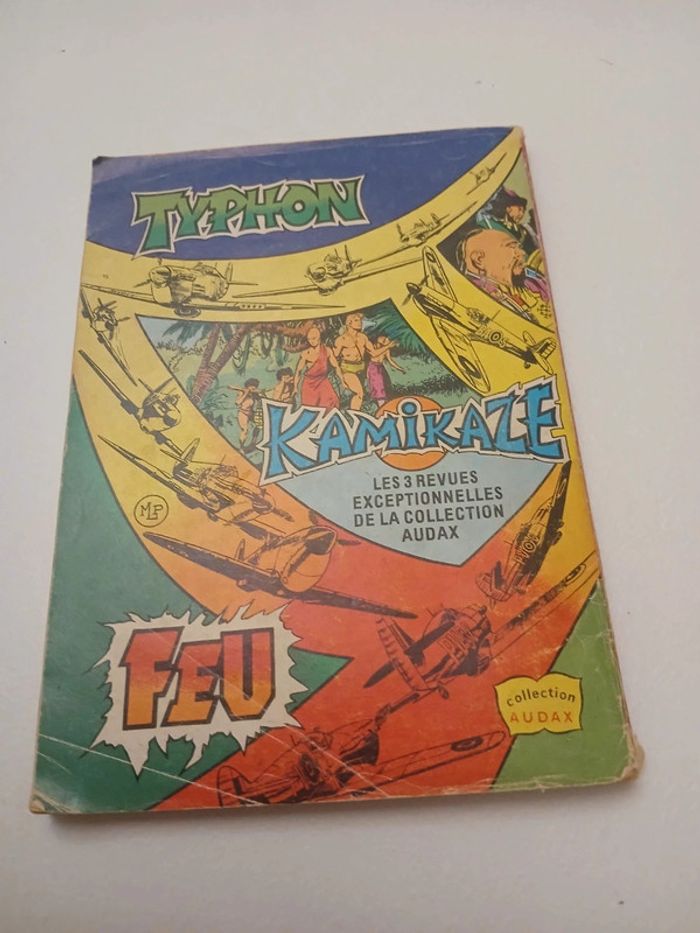 TYPHON
KAMIKAZE
LES 3 REVUES
EXCEPTIONNELLES
DE LA COLLECTION
AUDAX
MLP
FEU
collection
AUDAX